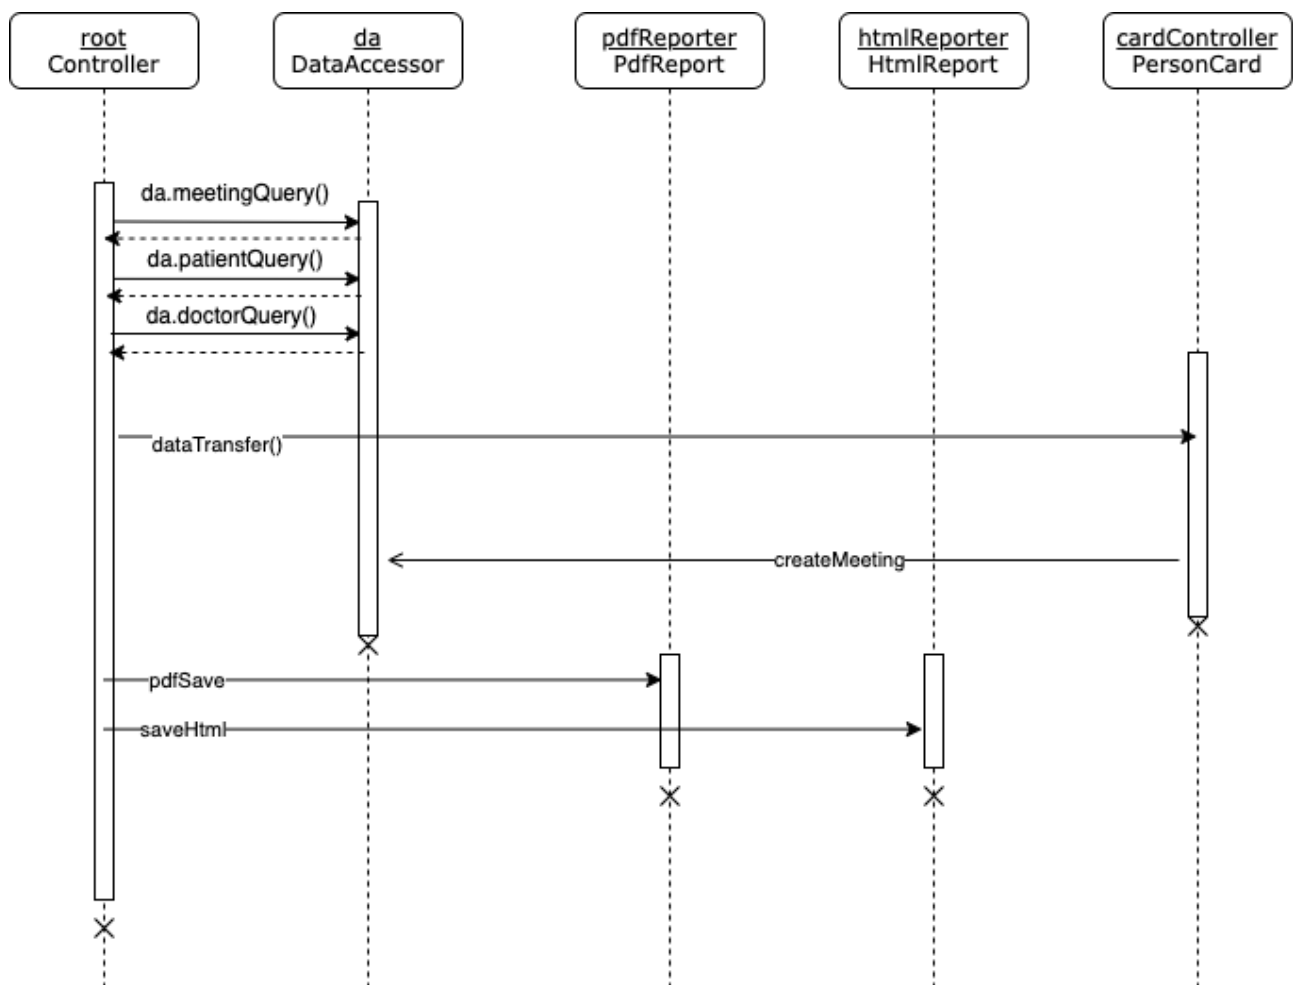 root
Controller
da
DataAccessor
pdfReporter
PdfReport
htmlReporter
HtmlReport
cardController
PersonCard
da.meetingQuery()
da.patientQuery()
da.doctorQuery()
dataTransfer()
createMeeting
pdfSave
saveHtml